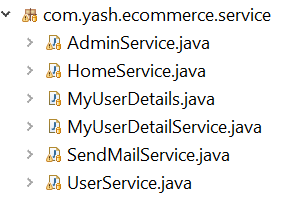 com.yash.ecommerce.service
AdminService.java
HomeService.java
MyUserDetails.java
MyUserDetailService.java
SendMailService.java
UserService.java